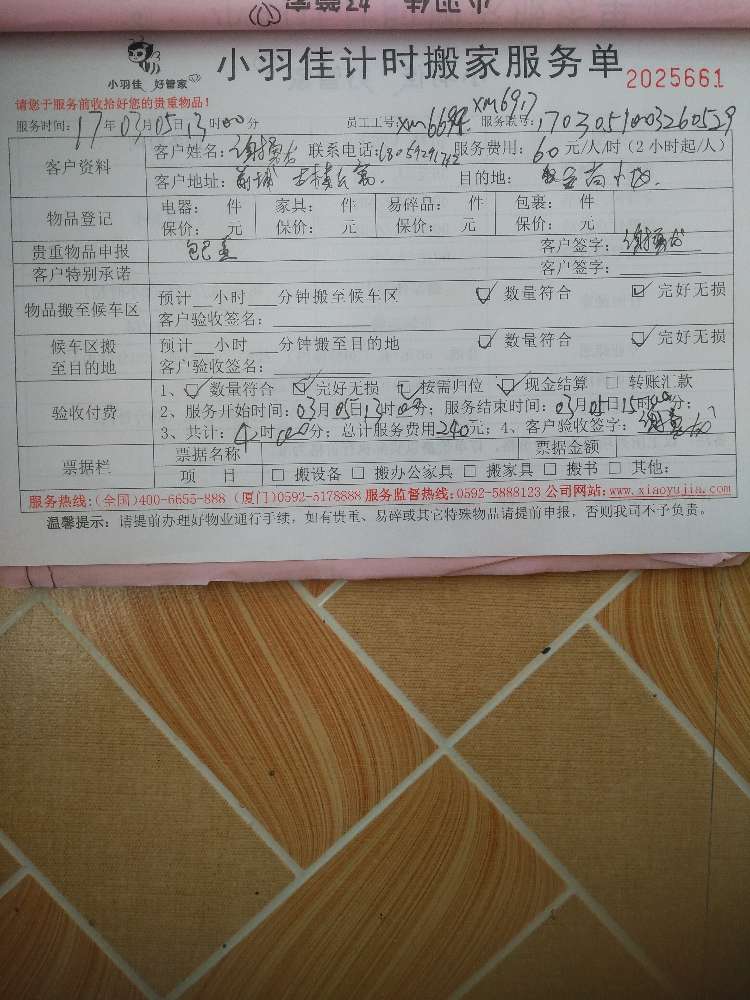 小羽佳 好管家
小羽佳计时搬家服务单 2025661
请您于服务前收拾好您的贵重物品!
服务时间: 17年03月05日13时00分 员工工号: XM6694 XM6917 服务联号: 1703051003260529
客户资料 客户姓名: 联系电话: 服务费用: 60元/人/时(2小时起/人)
客户地址: 目的地:
物品登记 电器: 件 家具: 件 易碎品: 件 包裹: 件
保价: 元 保价: 元 保价: 元 保价: 元
贵重物品申报 客户签字:
客户特别承诺 客户签字:
物品搬至候车区 预计__小时__分钟搬至候车区 ☑ 数量符合 ☑ 完好无损
客户验收签名:
候车区搬至目的地 预计__小时__分钟搬至目的地 ☑ 数量符合 ☑ 完好无损
客户验收签名:
验收付费 1、☑数量符合 ☑完好无损 ☑按需归位 ☑现金结算 □ 转账汇款
2、服务开始时间: 03月05日13时00分; 服务结束时间: 03月05日15时00分;
3、共计: 4时00分; 总计服务费用240元; 4、客户验收签字:
票据栏 票据名称 票据金额
项 目 □ 搬设备 □ 搬办公家具 □ 搬家具 □ 搬书 □ 其他:
服务热线:(全国)400-6655-888 (厦门)0592-5178888 服务监督热线:0592-5888123 公司网站:www.xiaoyujia.com
温馨提示: 请提前办理好物业通行手续, 如有贵重、易碎或其它特殊物品请提前申报, 否则我司不予负责。